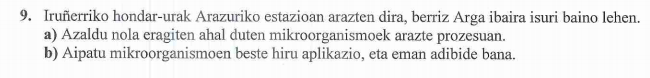 9. Iruñerriko hondar-urak Arazuriko estazioan arazten dira, berriz Arga ibaira isuri baino lehen.
a) Azaldu nola eragiten ahal duten mikroorganismoek arazte prozesuan.
b) Aipatu mikroorganismoen beste hiru aplikazio, eta eman adibide bana.